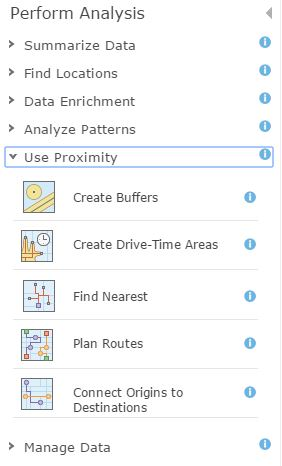 Perform Analysis
Summarize Data
Find Locations
Data Enrichment
Analyze Patterns
Use Proximity
Create Buffers
Create Drive-Time Areas
Find Nearest
Plan Routes
Connect Origins to
Destinations
Manage Data